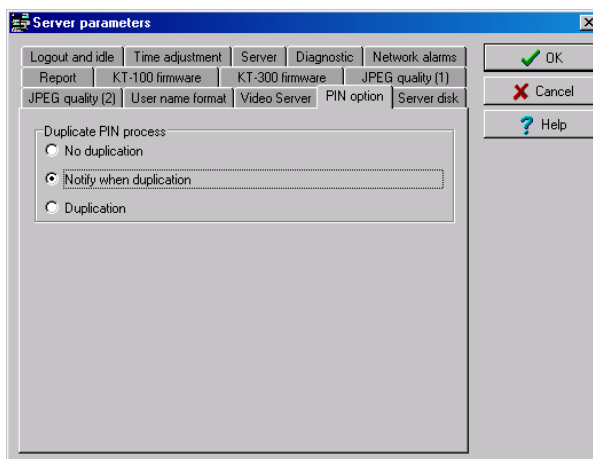 Server parameters
Logout and idle Time adjustment Server Diagnostic Network alarms
Report KT-100 firmware KT-300 firmware JPEG quality (1)
JPEG quality (2) User name format Video Server PIN option Server disk
Duplicate PIN process
No duplication
Notify when duplication
Duplication
OK
Cancel
Help